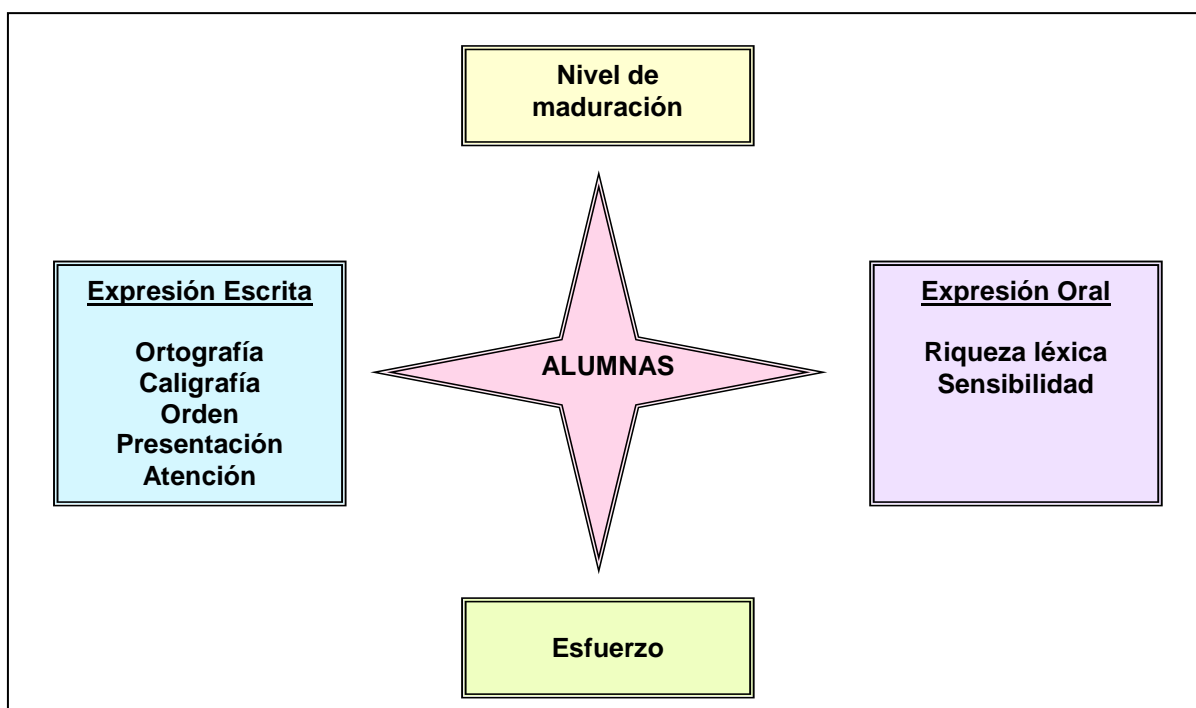 Nivel de
maduración
Expresión Escrita
Ortografía
Caligrafía
Orden
Presentación
Atención
ALUMNAS
Expresión Oral
Riqueza léxica
Sensibilidad
Esfuerzo